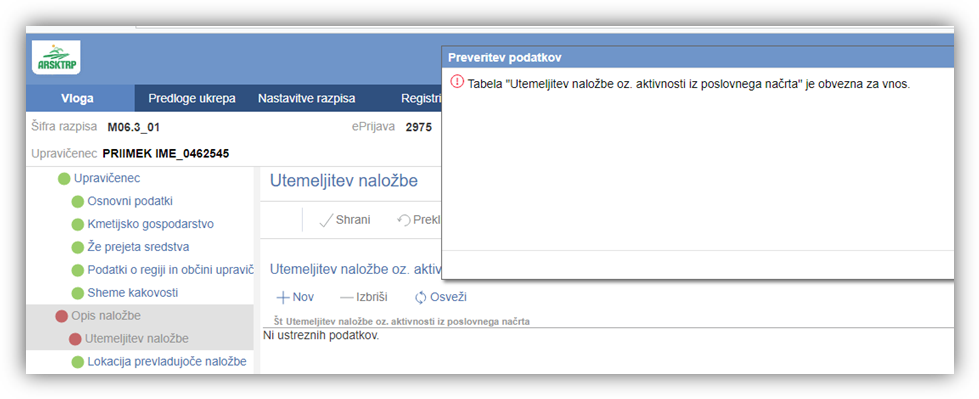 ARSKTRP
Preveritev podatkov
Tabela "Utemeljitev naložbe oz. aktivnosti iz poslovnega načrta" je obvezna za vnos.
Vloga Predloge ukrepa Nastavitve razpisa Registri
Šifra razpisa M06.3_01 ePrijava 2975
Upravičenec PRIIMEK IME_0462545
Upravičenec
Osnovni podatki
Kmetijsko gospodarstvo
Že prejeta sredstva
Podatki o regiji in občini upravič
Sheme kakovosti
Opis naložbe
Utemeljitev naložbe
Lokacija prevladujoče naložbe
Utemeljitev naložbe
Shrani Prekl
Utemeljitev naložbe oz. aktiv
Nov Izbriši Osveži
Št Utemeljitev naložbe oz. aktivnosti iz poslovnega načrta
Ni ustreznih podatkov.